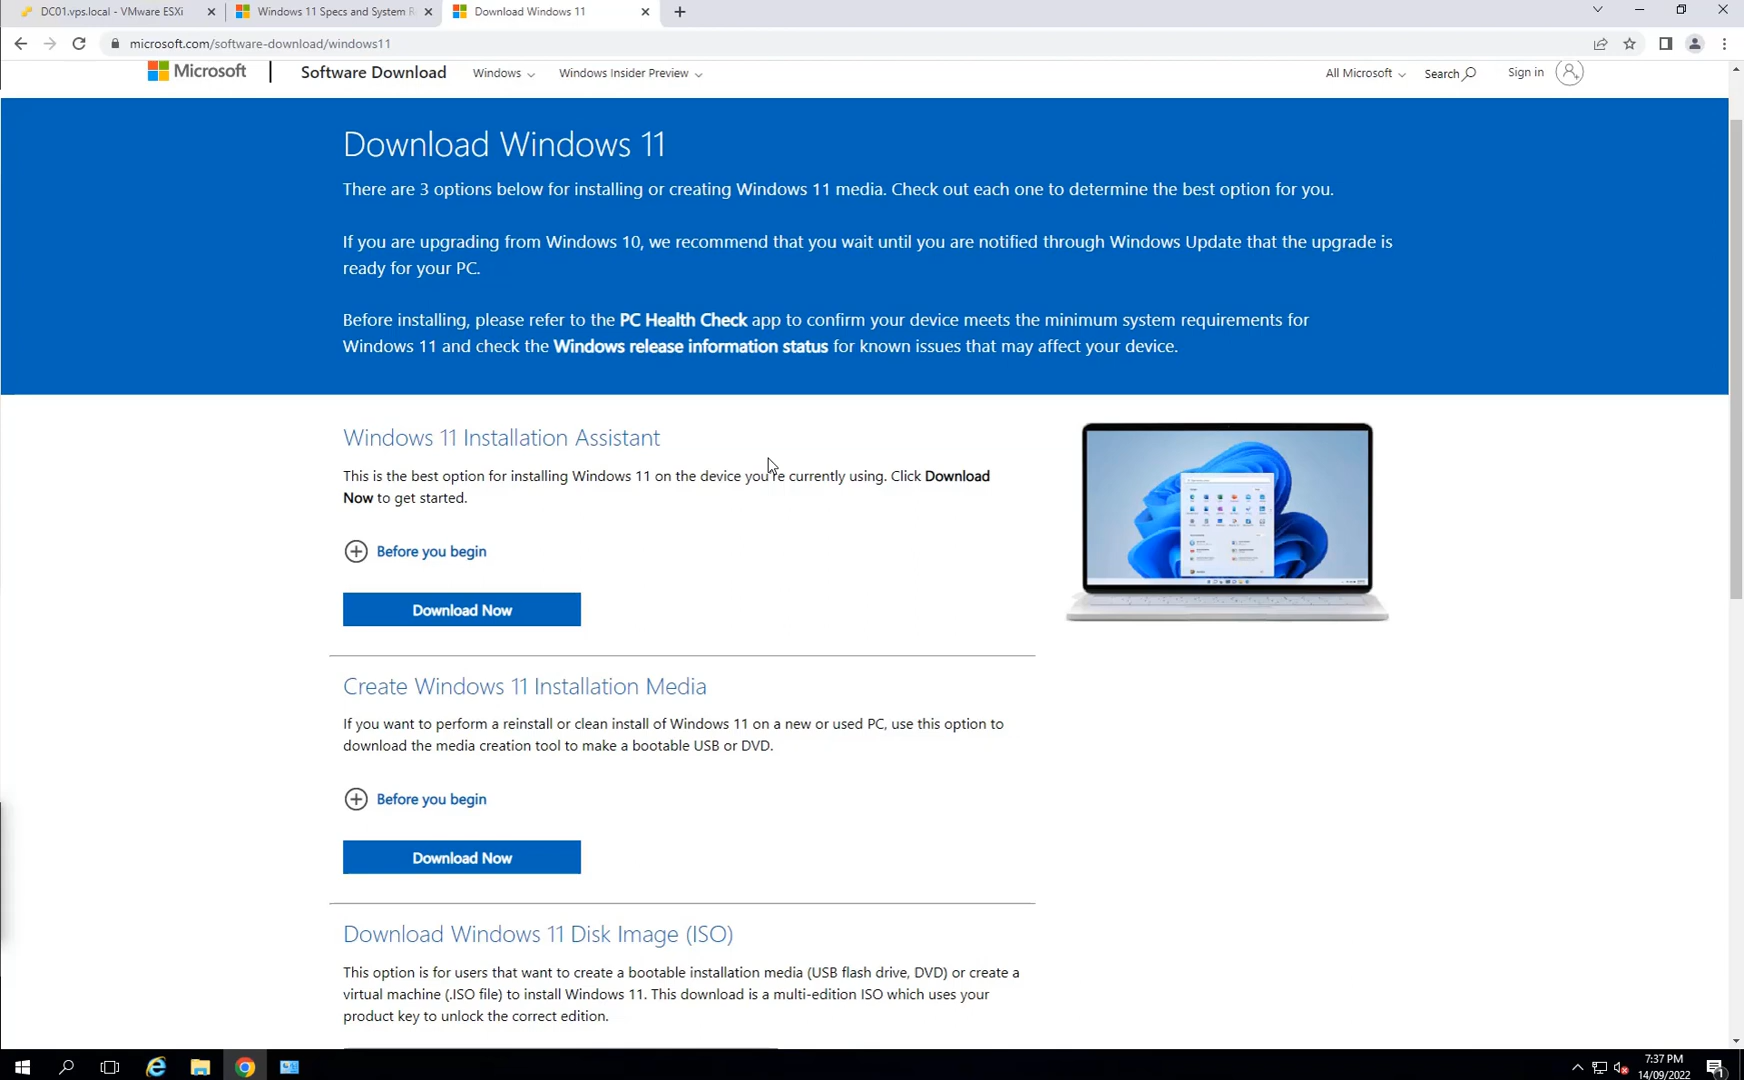 DC01.vps.local - VMware ESXi
Windows 11 Specs and System R
Download Windows 11
microsoft.com/software-download/windows11
Microsoft
Software Download
Windows
Windows Insider Preview
All Microsoft
Search
Sign in
Download Windows 11
There are 3 options below for installing or creating Windows 11 media. Check out each one to determine the best option for you.
If you are upgrading from Windows 10, we recommend that you wait until you are notified through Windows Update that the upgrade is
ready for your PC.
Before installing, please refer to the PC Health Check app to confirm your device meets the minimum system requirements for
Windows 11 and check the Windows release information status for known issues that may affect your device.
Windows 11 Installation Assistant
This is the best option for installing Windows 11 on the device you're currently using. Click Download
Now to get started.
Before you begin
Download Now
Create Windows 11 Installation Media
If you want to perform a reinstall or clean install of Windows 11 on a new or used PC, use this option to
download the media creation tool to make a bootable USB or DVD.
Before you begin
Download Now
Download Windows 11 Disk Image (ISO)
This option is for users that want to create a bootable installation media (USB flash drive, DVD) or create a
virtual machine (.ISO file) to install Windows 11. This download is a multi-edition ISO which uses your
product key to unlock the correct edition.
7:37 PM
14/09/2022
1